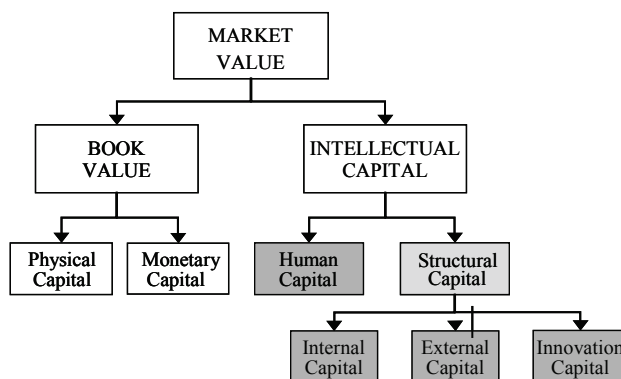 MARKET
VALUE
BOOK
VALUE
INTELLECTUAL
CAPITAL
Physical
Capital
Monetary
Capital
Human
Capital
Structural
Capital
Internal
Capital
External
Capital
Innovation
Capital